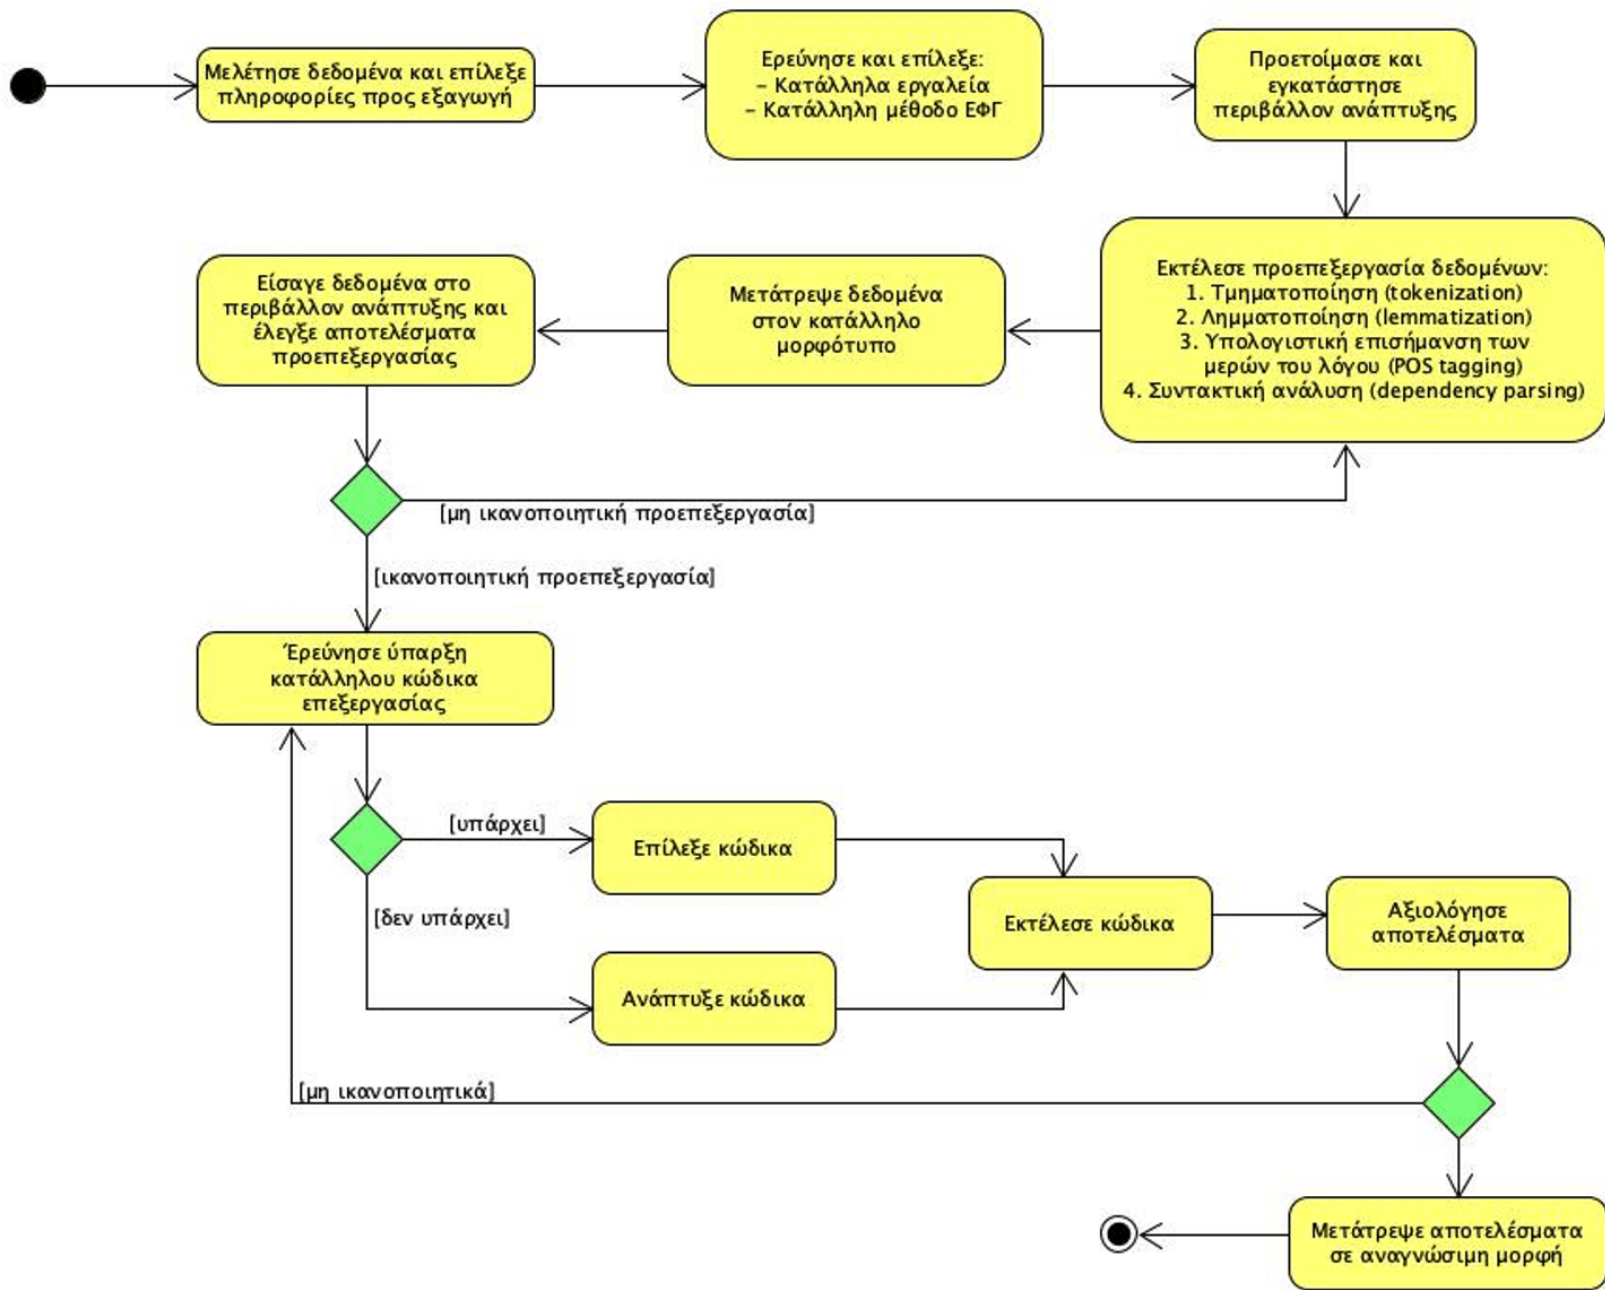 Μελέτησε δεδομένα και επίλεξε
πληροφορίες προς εξαγωγή
Ερεύνησε και επίλεξε:
– Κατάλληλα εργαλεία
– Κατάλληλη μέθοδο ΕΦΓ
Προετοίμασε και
εγκατάστησε
περιβάλλον ανάπτυξης
Εκτέλεσε προεπεξεργασία δεδομένων:
1. Τμηματοποίηση (tokenization)
2. Λημματοποίηση (lemmatization)
3. Υπολογιστική επισήμανση των
μερών του λόγου (POS tagging)
4. Συντακτική ανάλυση (dependency parsing)
Μετάτρεψε δεδομένα
στον κατάλληλο
μορφότυπο
Είσαγε δεδομένα στο
περιβάλλον ανάπτυξης και
έλεγξε αποτελέσματα
προεπεξεργασίας
[μη ικανοποιητική προεπεξεργασία]
[ικανοποιητική προεπεξεργασία]
Έρεύνησε ύπαρξη
κατάλληλου κώδικα
επεξεργασίας
[υπάρχει]
Επίλεξε κώδικα
[δεν υπάρχει]
Ανάπτυξε κώδικα
Εκτέλεσε κώδικα
Αξιολόγησε
αποτελέσματα
[μη ικανοποιητικά]
Μετάτρεψε αποτελέσματα
σε αναγνώσιμη μορφή